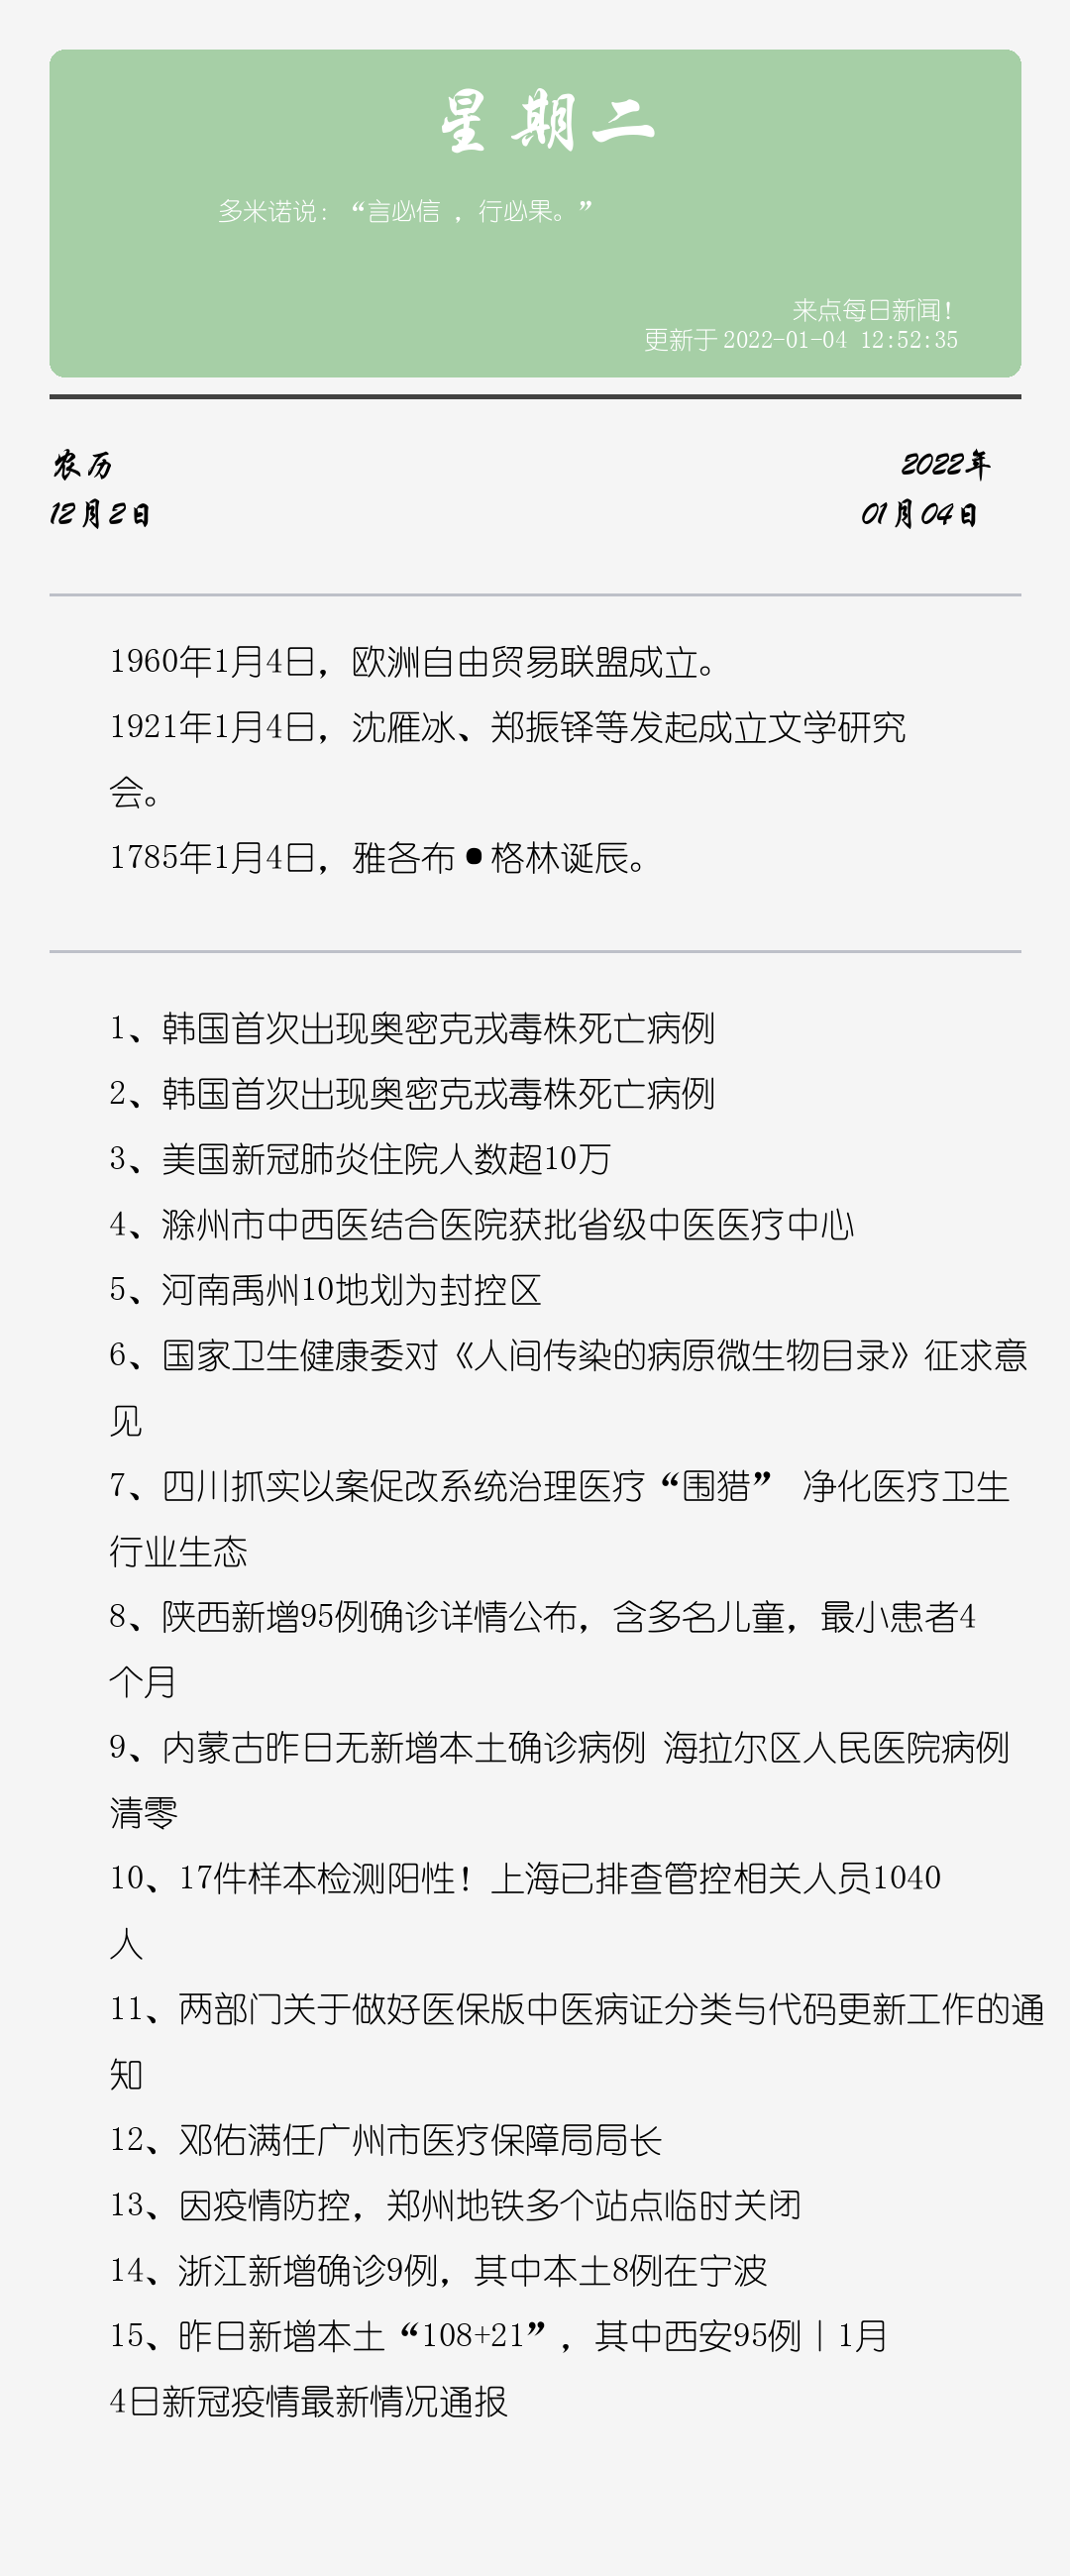 星期二
多米诺说：“言必信 ，行必果。”
来点每日新闻！
更新于 2022-01-04 12:52:35
农历
2022年
12月2日
01月04日
1960年1月4日，欧洲自由贸易联盟成立。
1921年1月4日，沈雁冰、郑振铎等发起成立文学研究
会。
1785年1月4日，雅各布•格林诞辰。
1、韩国首次出现奥密克戎毒株死亡病例
2、韩国首次出现奥密克戎毒株死亡病例
3、美国新冠肺炎住院人数超10万
4、滁州市中西医结合医院获批省级中医医疗中心
5、河南禹州10地划为封控区
6、国家卫生健康委对《人间传染的病原微生物目录》征求意
见
7、四川抓实以案促改系统治理医疗“围猎” 净化医疗卫生
行业生态
8、陕西新增95例确诊详情公布，含多名儿童，最小患者4
个月
9、内蒙古昨日无新增本土确诊病例 海拉尔区人民医院病例
清零
10、17件样本检测阳性！上海已排查管控相关人员1040
人
11、两部门关于做好医保版中医病证分类与代码更新工作的通
知
12、邓佑满任广州市医疗保障局局长
13、因疫情防控，郑州地铁多个站点临时关闭
14、浙江新增确诊9例，其中本土8例在宁波
15、昨日新增本土“108+21”，其中西安95例丨1月
4日新冠疫情最新情况通报